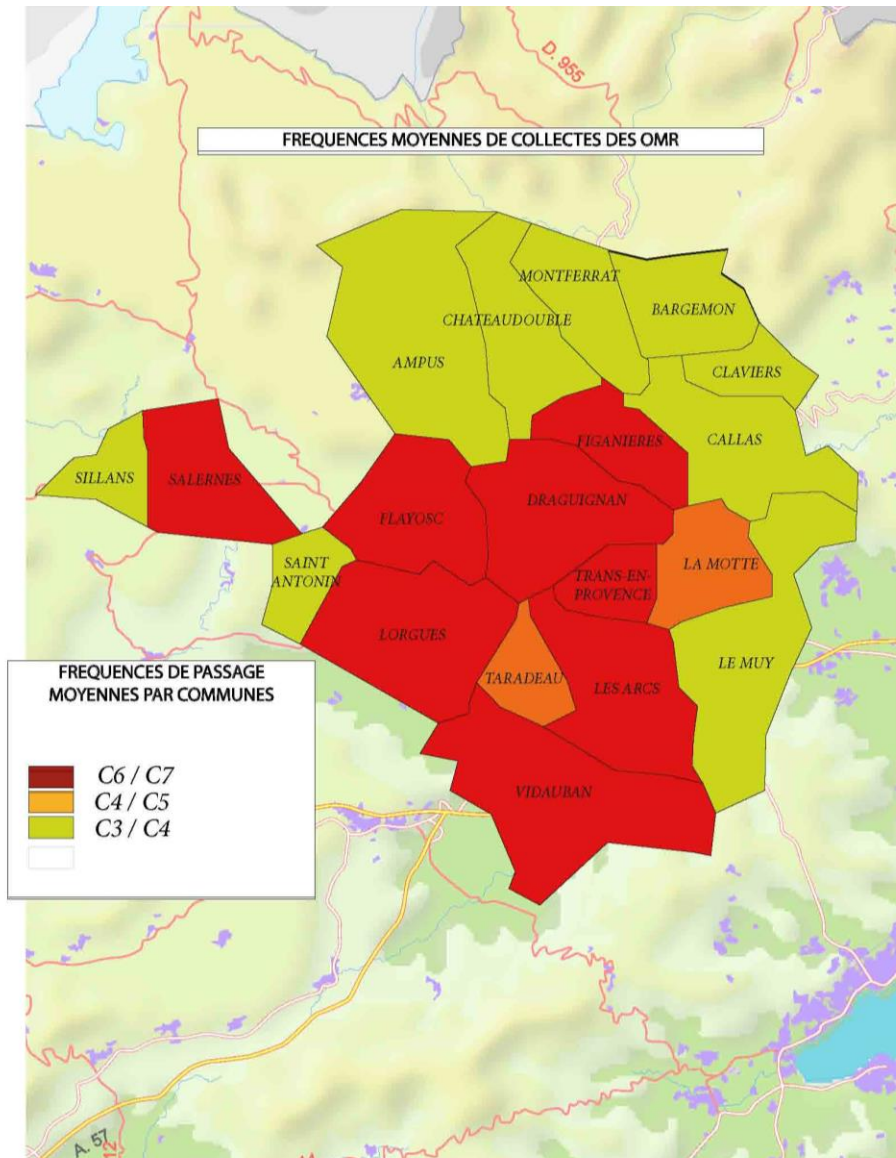 D. 955
FREQUENCES MOYENNES DE COLLECTES DES OMR
MONTFERRAT
BARGEMON
CHATEAUDOUBLE
AMPUS
CLAVIERS
FIGANIERES
CALLAS
SILLANS
SALERNES
DRAGUIGNAN
FLAYOSC
SAINT
ANTONIN
LA MOTTE
TRANS-EN-
PROVENCE
LORGUES
LE MUY
TARADEAU
LES ARCS
VIDAUBAN
FREQUENCES DE PASSAGE
MOYENNES PAR COMMUNES
C6 / C7
C4 / C5
C3 / C4
A. 57
12